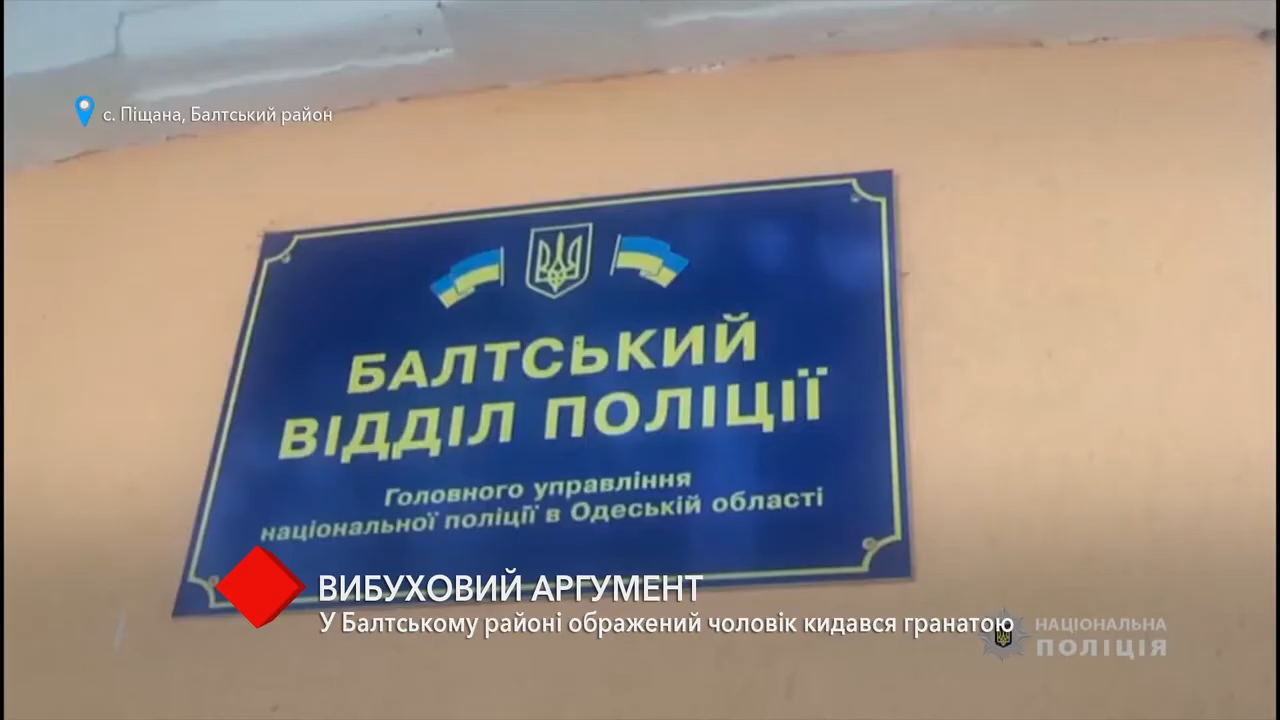 с. Піщана, Балтський район
БАЛТСЬКИЙ
ВІДДІЛ ПОЛІЦІЇ
Головного управління
національної поліції в Одеській області
ВИБУХОВИЙ АРГУМЕНТ
У Балтському районі ображений чоловік кидався гранатою
НАЦІОНАЛЬНА
ПОЛІЦІЯ